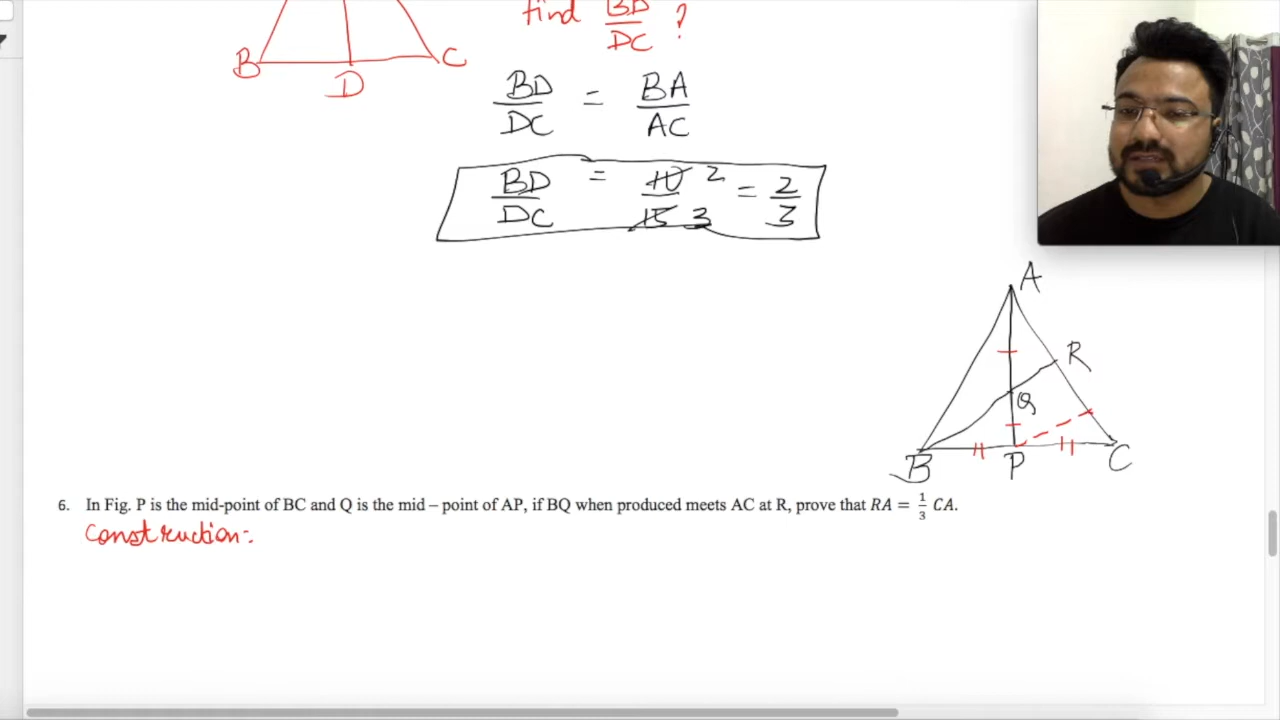 find BD/DC ?
B D C
BD/DC = BA/AC
BD/DC = 10 2/15 3 = 2/3
A
R
Q
B P C
6. In Fig. P is the mid-point of BC and Q is the mid – point of AP, if BQ when produced meets AC at R, prove that RA = 1/3 CA.
Construction:-